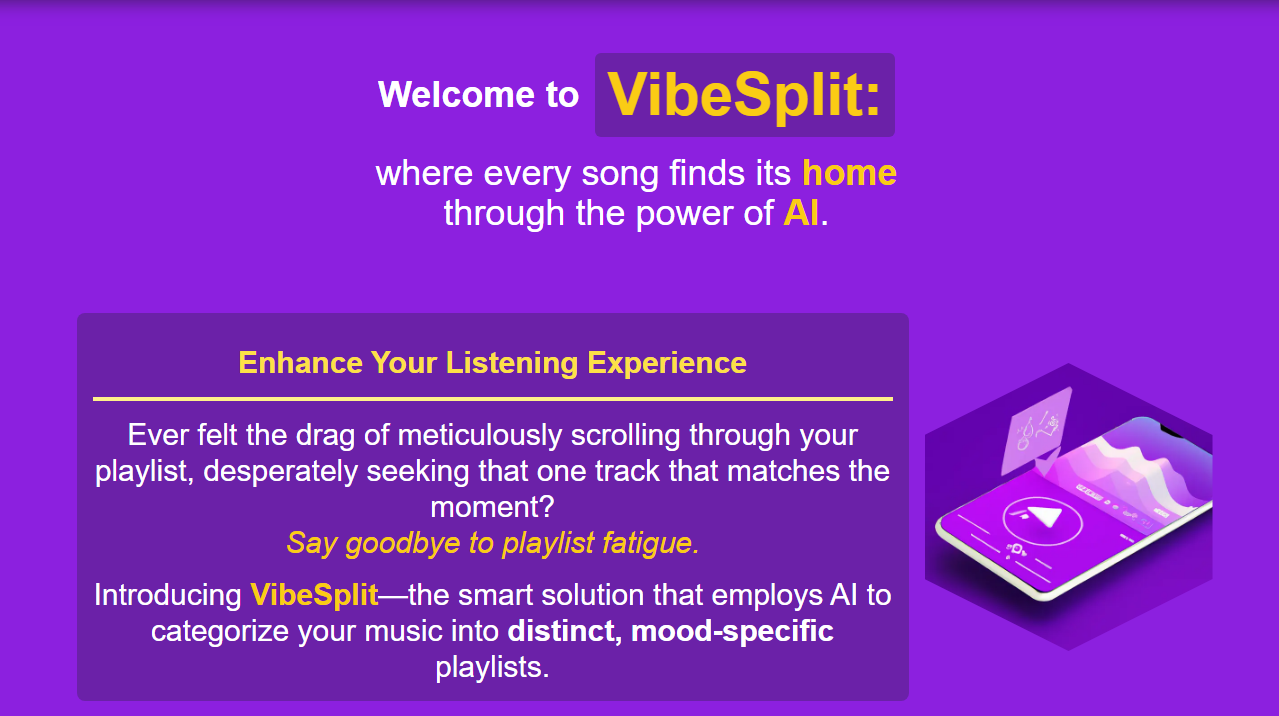 Welcome to VibeSplit:
where every song finds its home
through the power of AI.
Enhance Your Listening Experience
Ever felt the drag of meticulously scrolling through your
playlist, desperately seeking that one track that matches the
moment?
Say goodbye to playlist fatigue.
Introducing VibeSplit—the smart solution that employs AI to
categorize your music into distinct, mood-specific
playlists.